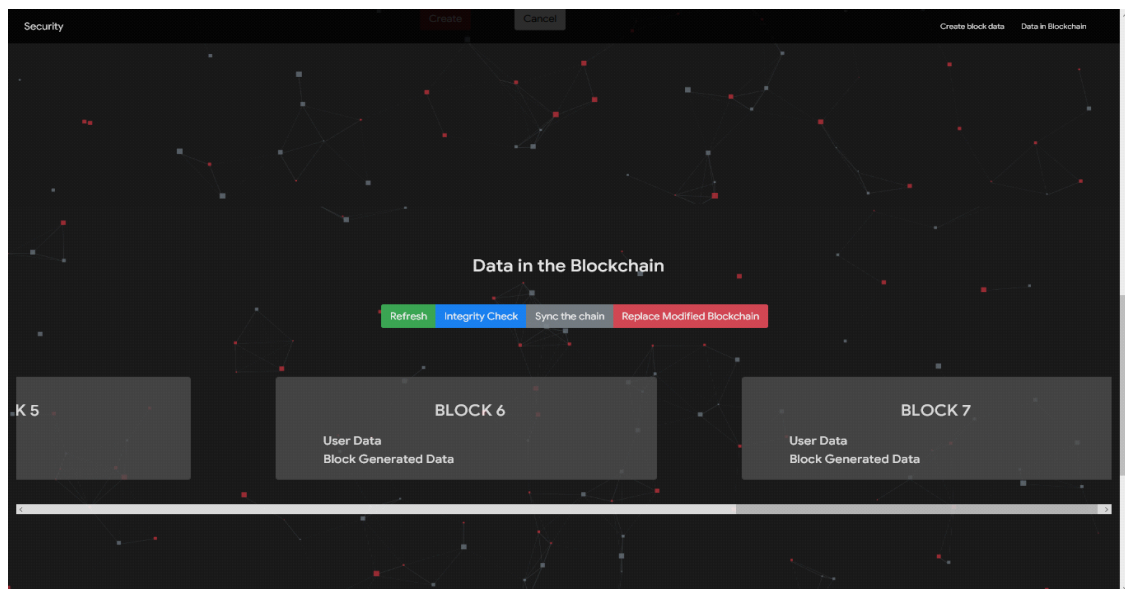 Create Cancel
Security Create block data Data in Blockchain
Data in the Blockchain
Refresh Integrity Check Sync the chain Replace Modified Blockchain
K 5 BLOCK 6 BLOCK 7
User Data User Data
Block Generated Data Block Generated Data